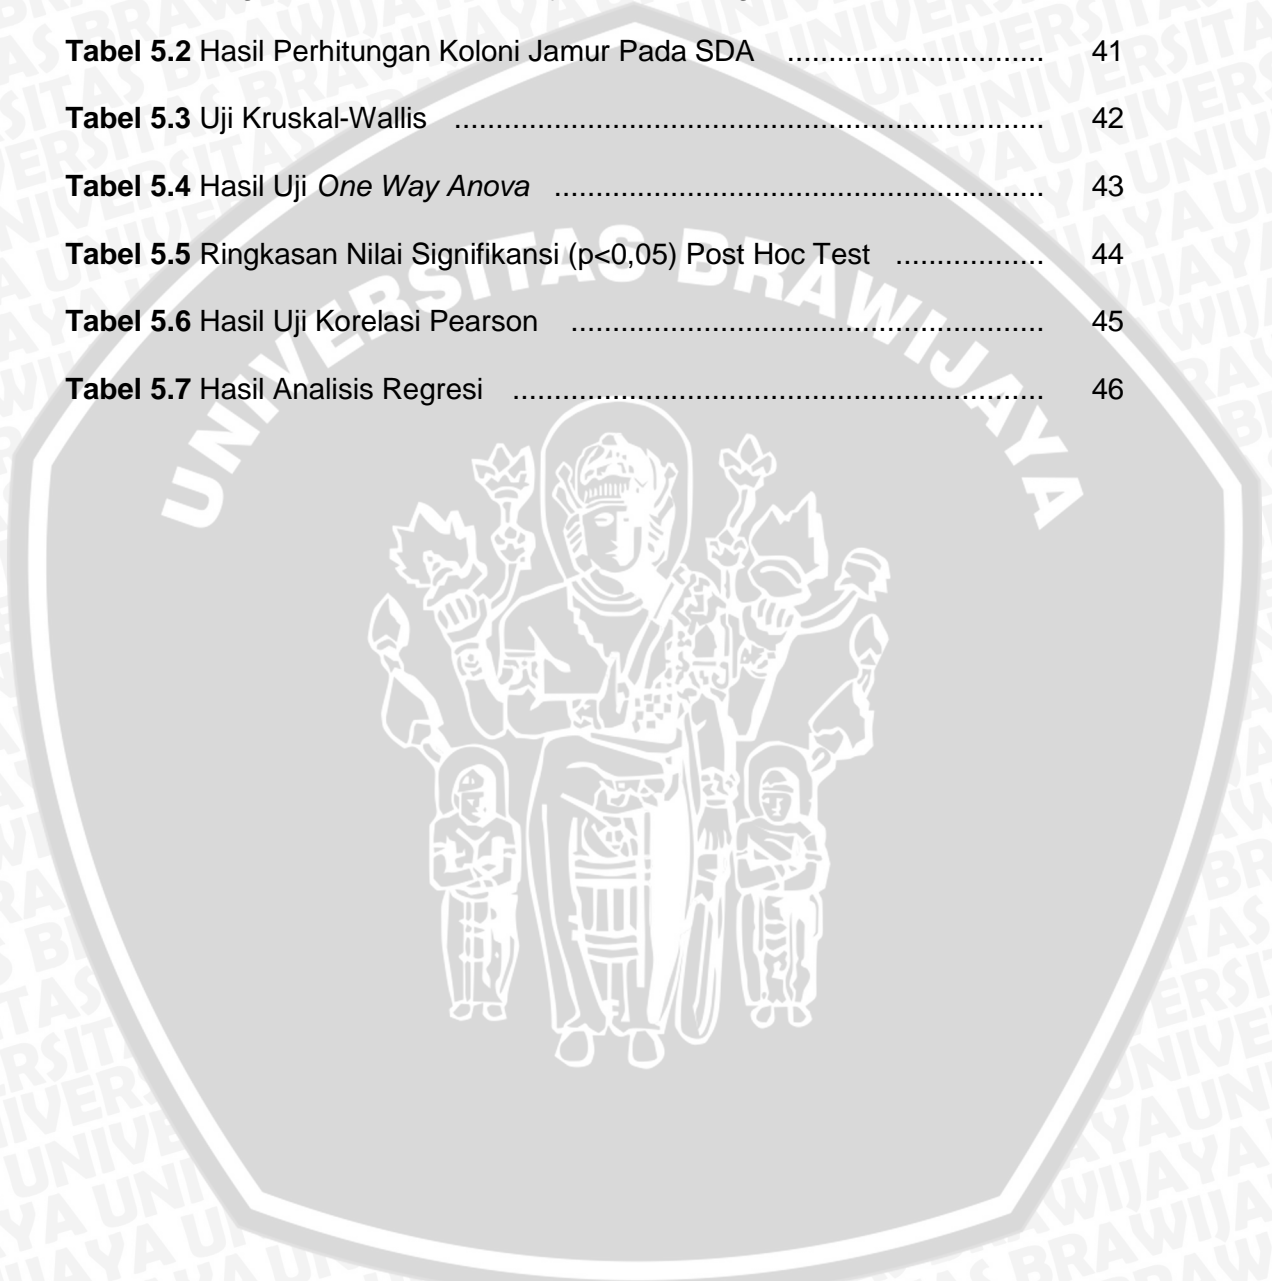 Tabel 5.2 Hasil Perhitungan Koloni Jamur Pada SDA ............................... 41
Tabel 5.3 Uji Kruskal-Wallis ....................................................................... 42
Tabel 5.4 Hasil Uji One Way Anova ........................................................... 43
Tabel 5.5 Ringkasan Nilai Signifikansi (p<0,05) Post Hoc Test .................. 44
Tabel 5.6 Hasil Uji Korelasi Pearson ......................................................... 45
Tabel 5.7 Hasil Analisis Regresi ................................................................ 46
UNIVERSITAS BRAWIJAYA